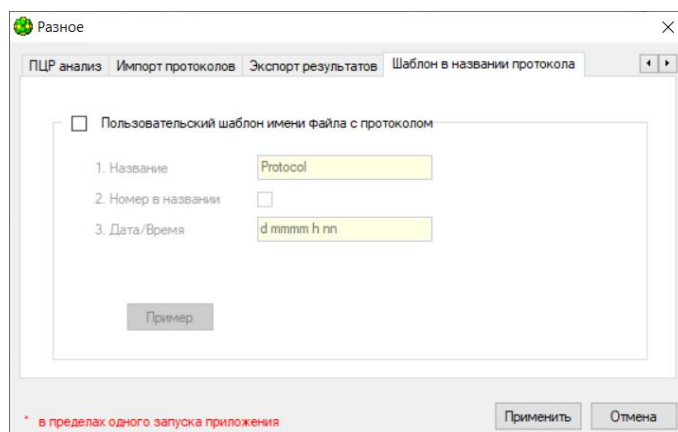 Разное
ПЦР анализ Импорт протоколов Экспорт результатов Шаблон в названии протокола
Пользовательский шаблон имени файла с протоколом
1. Название Protocol
2. Номер в названии
3. Дата/Время d mmmm h nn
Пример
* в пределах одного запуска приложения
Применить Отмена